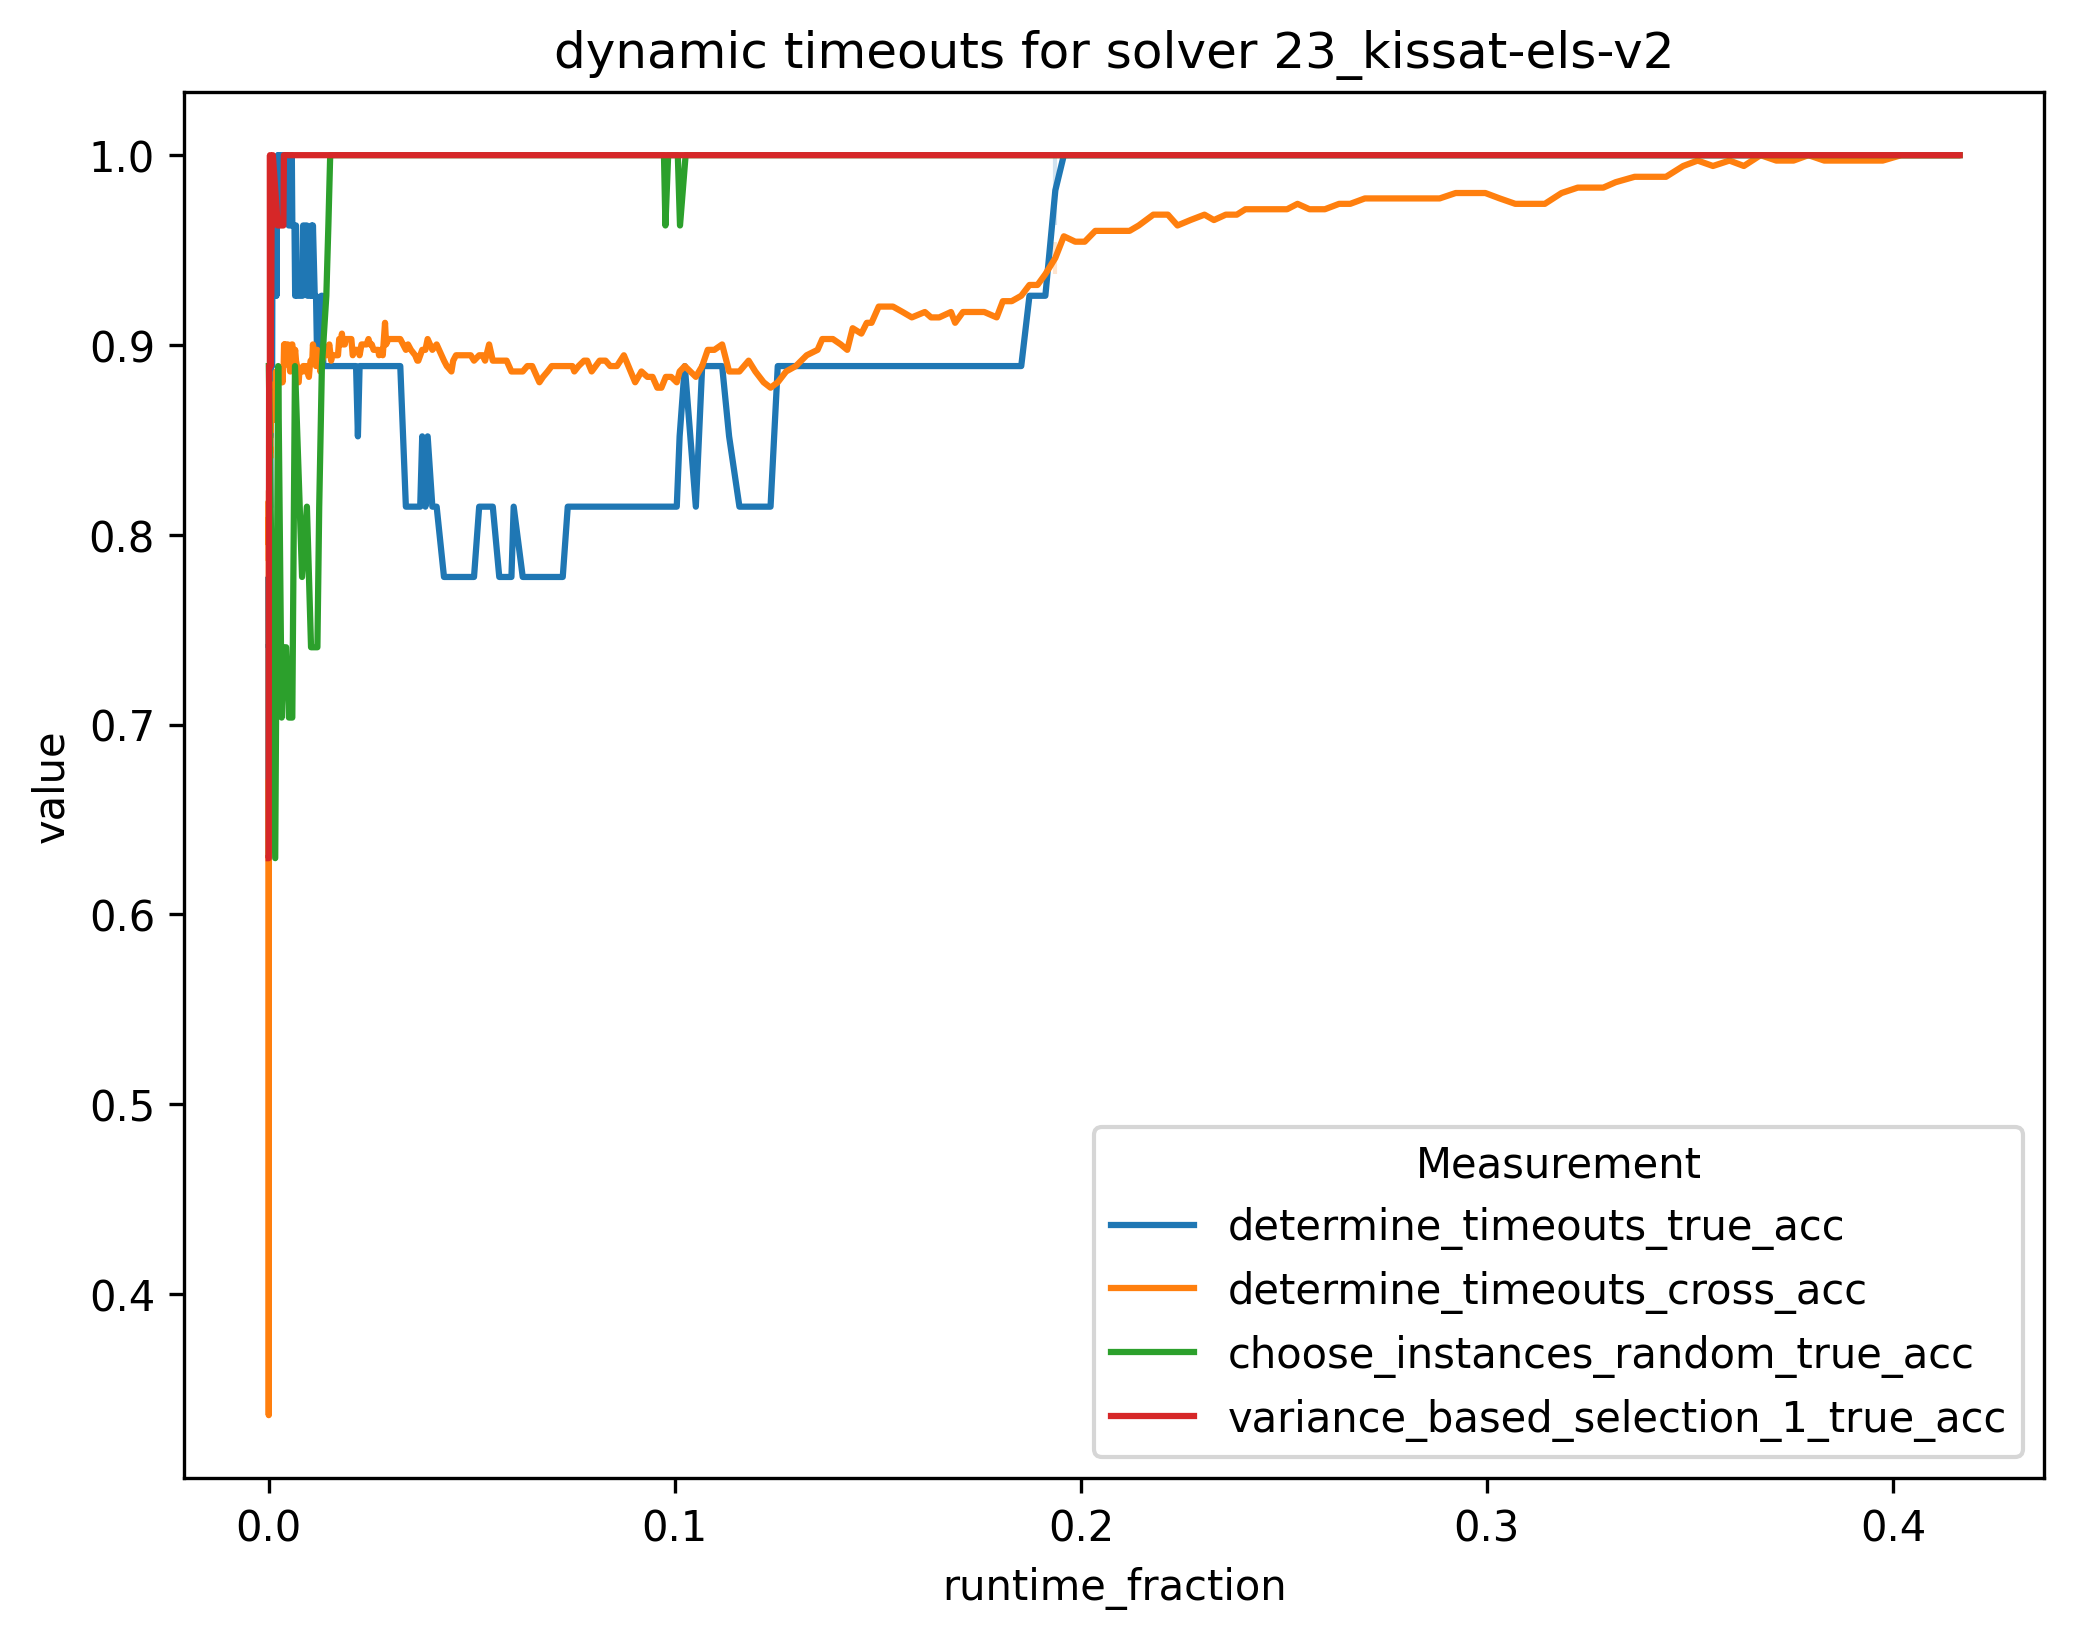 dynamic timeouts for solver 23_kissat-els-v2
1.0
0.9
0.8
0.7
0.6
0.5
0.4
value
Measurement
determine_timeouts_true_acc
determine_timeouts_cross_acc
choose_instances_random_true_acc
variance_based_selection_1_true_acc
0.0 0.1 0.2 0.3 0.4
runtime_fraction